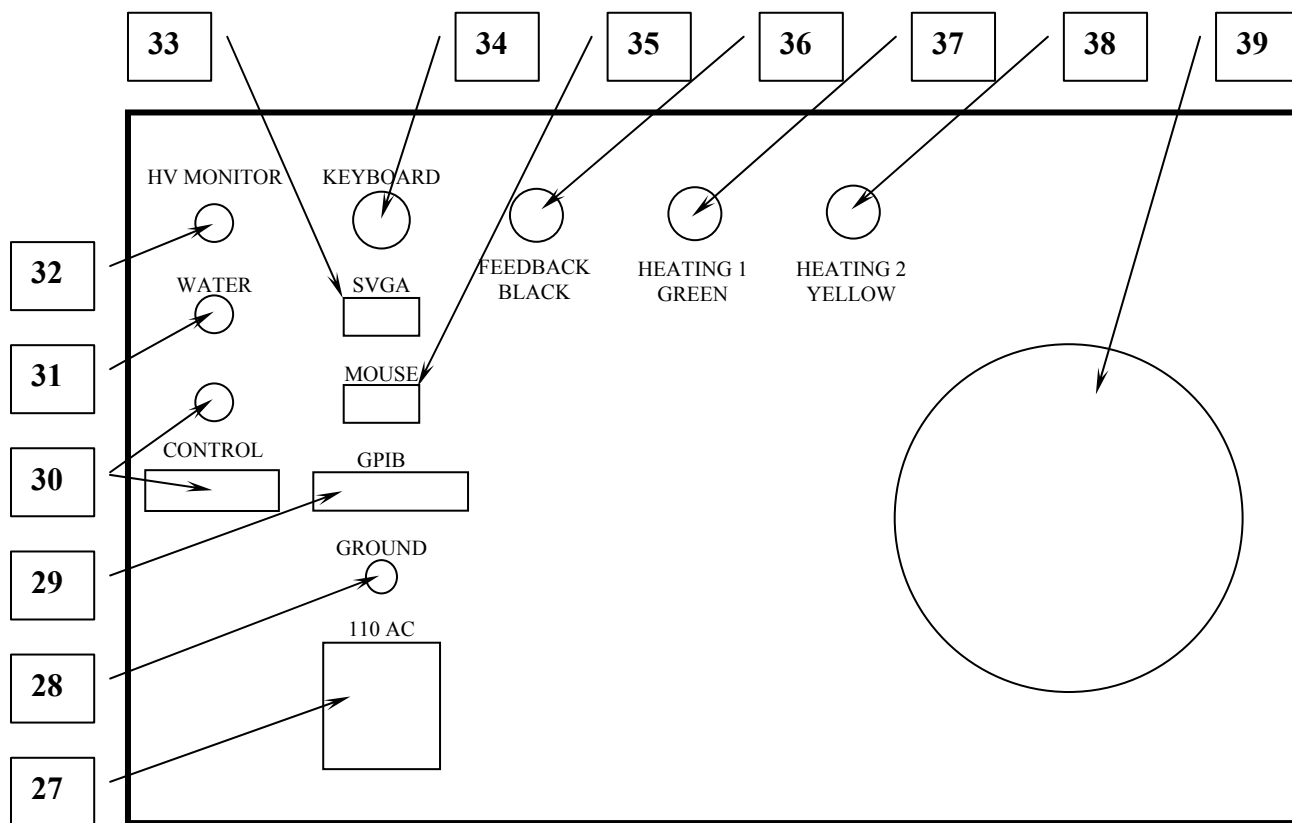 33 34 35 36 37 38 39
HV MONITOR KEYBOARD
32
FEEDBACK
BLACK
HEATING 1
GREEN
HEATING 2
YELLOW
WATER SVGA
31
MOUSE
30
CONTROL GPIB
29
GROUND
28
110 AC
27